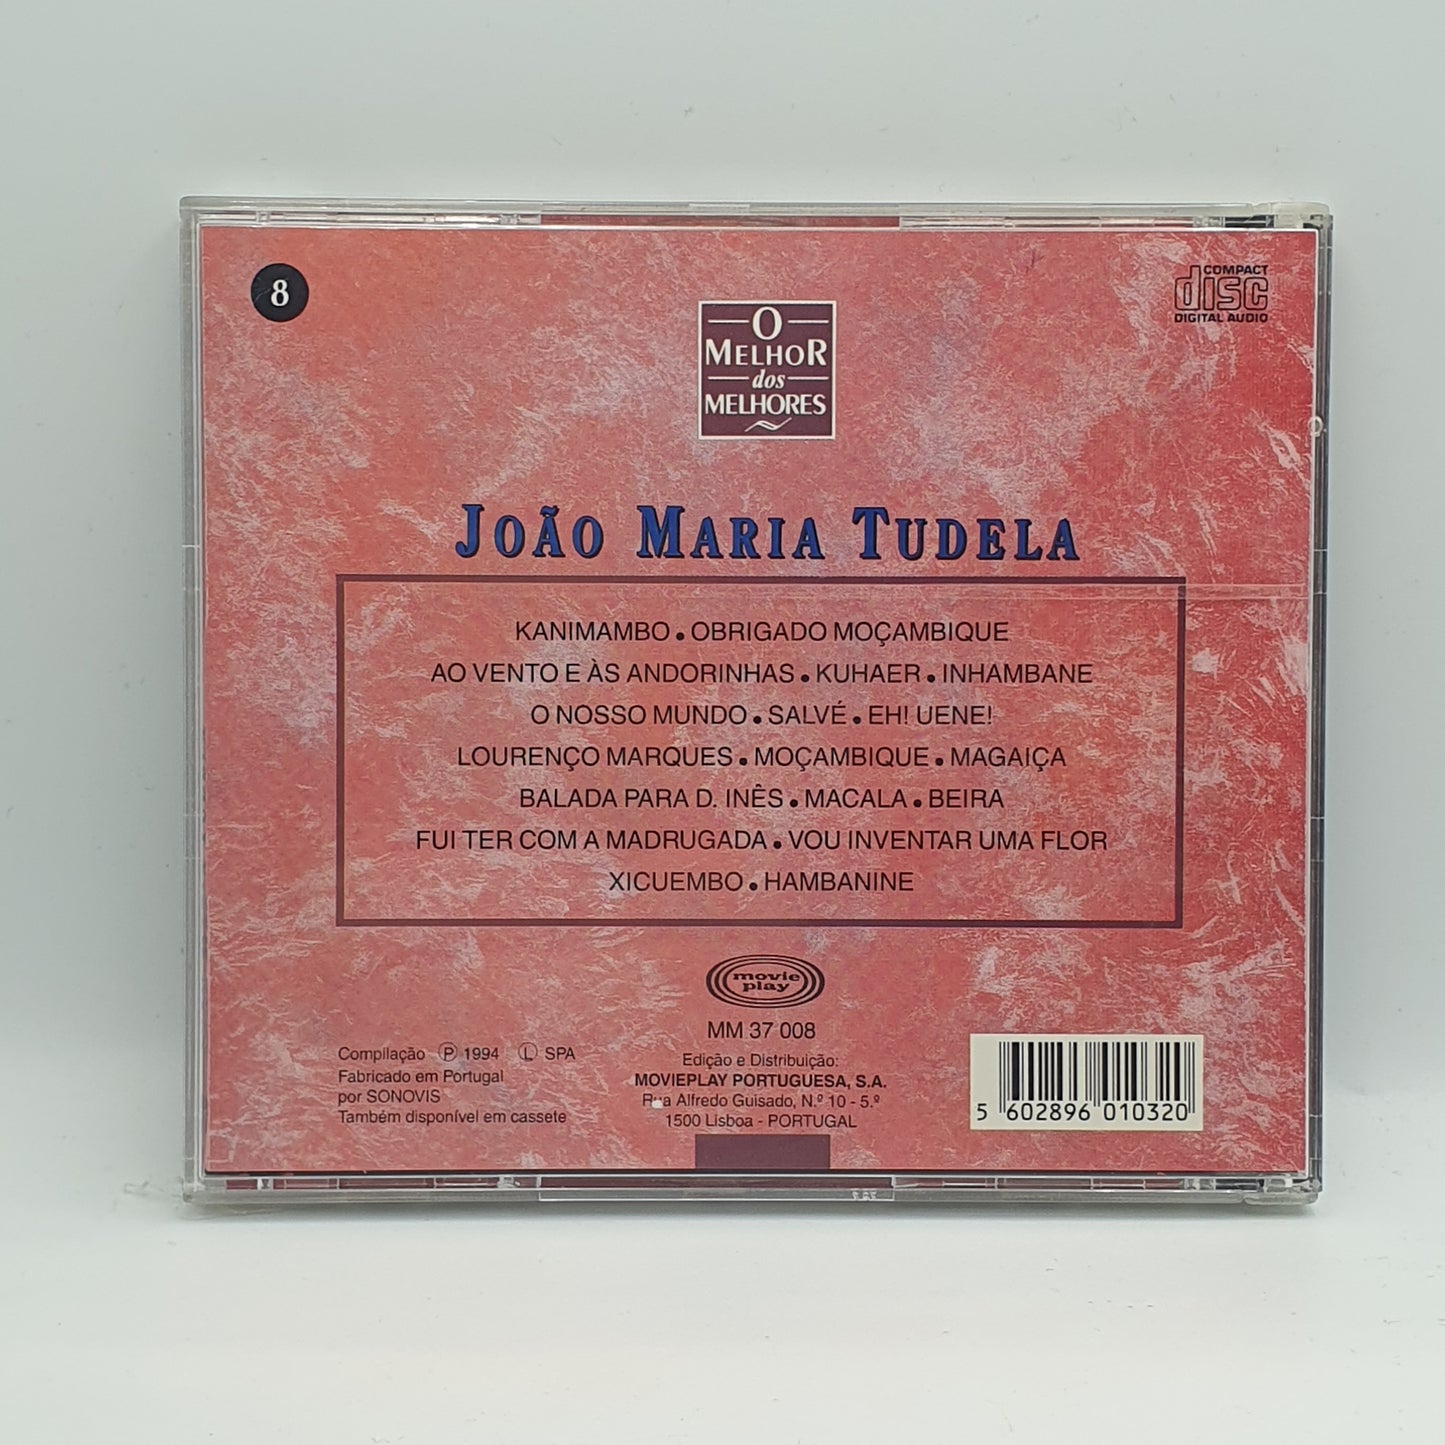 8
COMPACT
disc
DIGITAL AUDIO
O
MELHOR
dos
MELHORES
JOÃO MARIA TUDELA
KANIMAMBO • OBRIGADO MOÇAMBIQUE
AO VENTO E ÀS ANDORINHAS • KUHAER • INHAMBANE
O NOSSO MUNDO • SALVÉ • EH! UENE!
LOURENÇO MARQUES • MOÇAMBIQUE • MAGAIÇA
BALADA PARA D. INÊS • MACALA • BEIRA
FUI TER COM A MADRUGADA • VOU INVENTAR UMA FLOR
XICUEMBO • HAMBANINE
movie
play
MM 37 008
Compilação Ⓟ 1994 Ⓛ SPA
Fabricado em Portugal
por SONOVIS
Também disponível em cassete
Edição e Distribuição:
MOVIEPLAY PORTUGUESA, S.A.
Rua Alfredo Guisado, N.º 10 - 5.º
1500 Lisboa - PORTUGAL
5 602896 010320